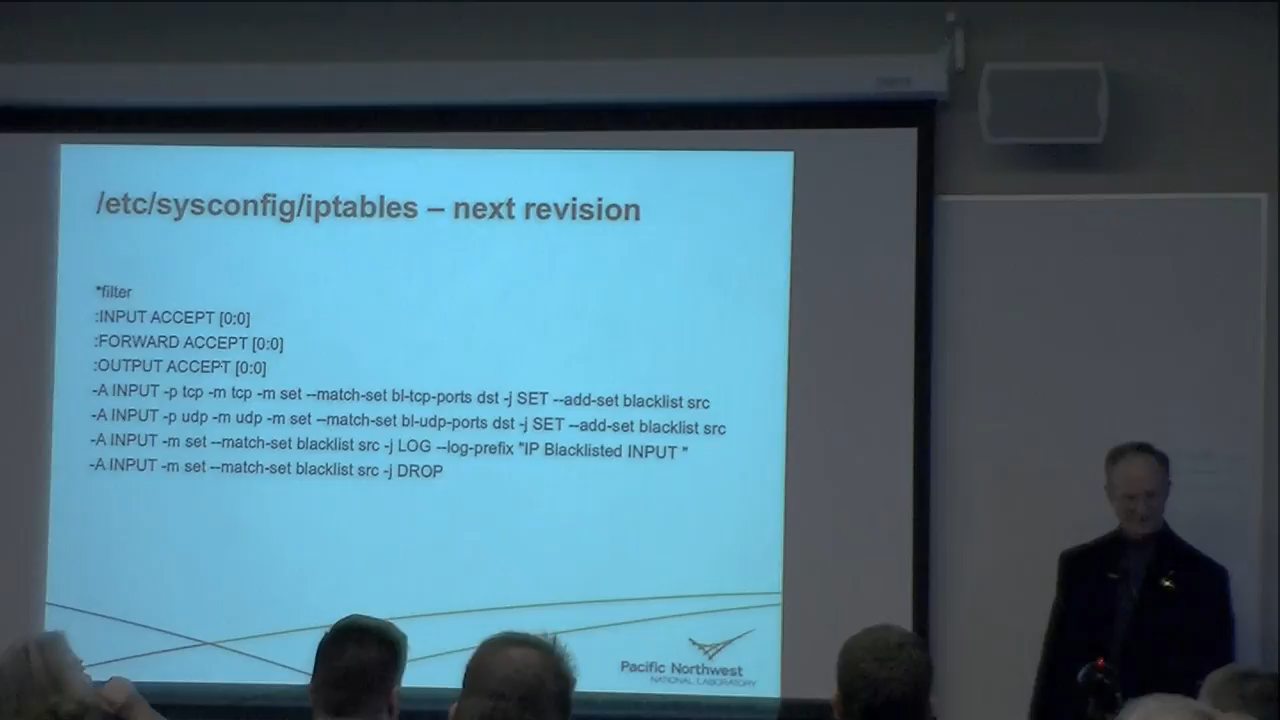 /etc/sysconfig/iptables – next revision
*filter
:INPUT ACCEPT [0:0]
:FORWARD ACCEPT [0:0]
:OUTPUT ACCEPT [0:0]
-A INPUT -p tcp -m tcp -m set --match-set bl-tcp-ports dst -j SET --add-set blacklist src
-A INPUT -p udp -m udp -m set --match-set bl-udp-ports dst -j SET --add-set blacklist src
-A INPUT -m set --match-set blacklist src -j LOG --log-prefix "IP Blacklisted INPUT "
-A INPUT -m set --match-set blacklist src -j DROP
Pacific Northwest
NATIONAL LABORATORY